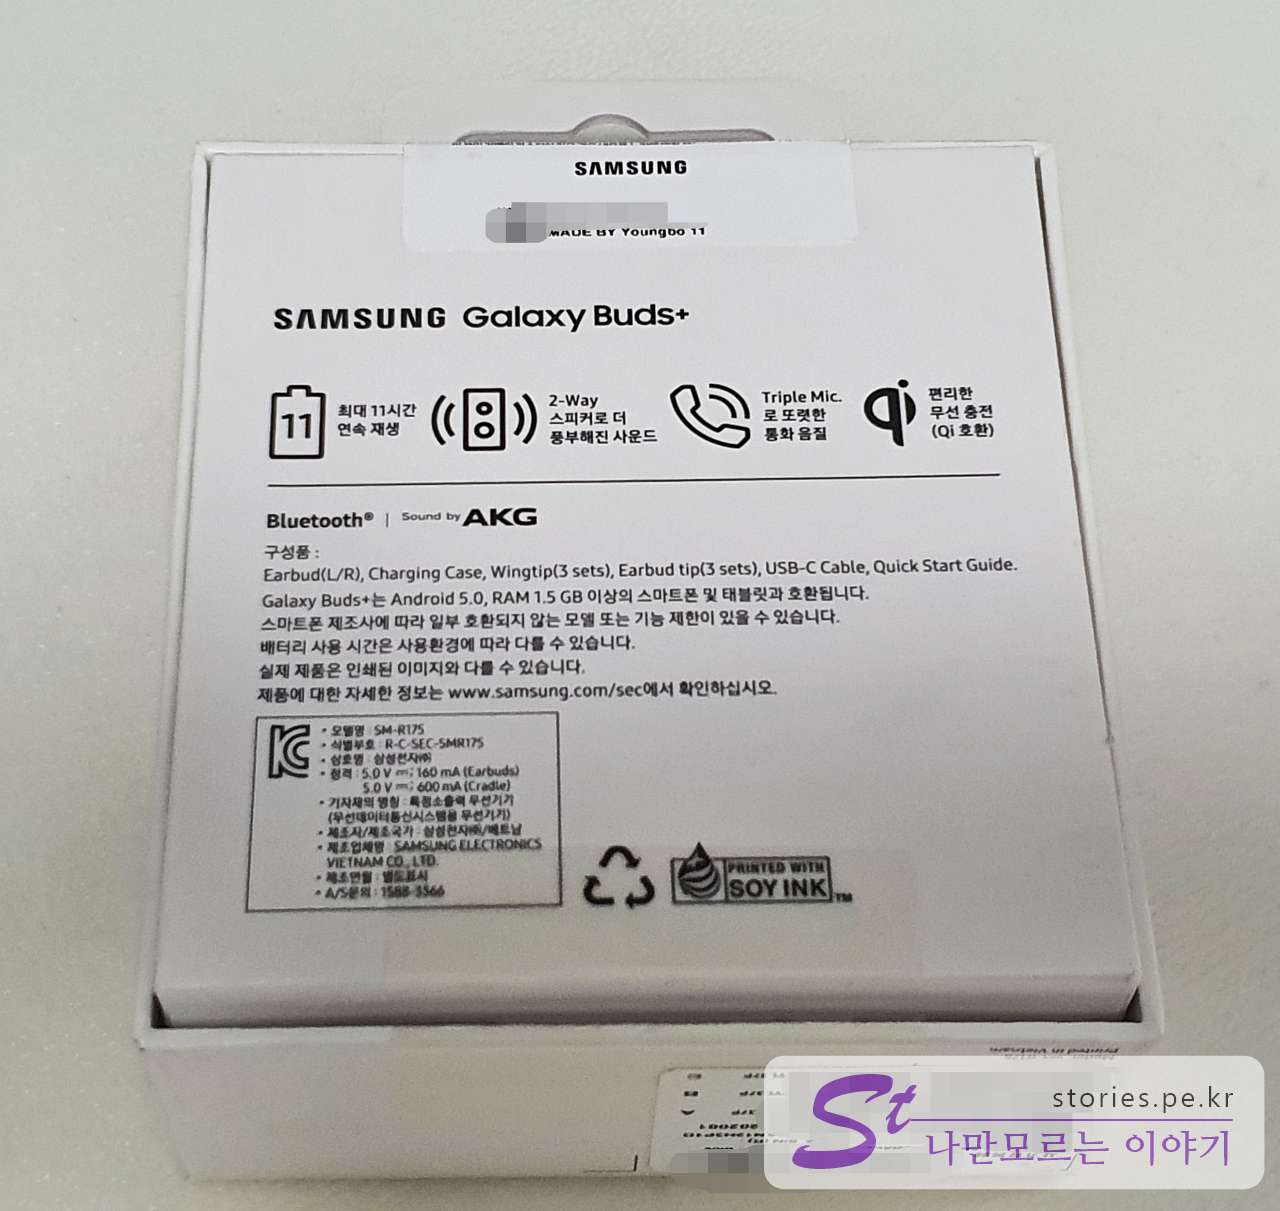 SAMSUNG
MADE BY Youngbo 11
SAMSUNG Galaxy Buds+
11
최대 11시간
연속 재생
2-Way
스피커로 더
풍부해진 사운드
Triple Mic.
로 또렷한
통화 음질
편리한
무선 충전
(Qi 호환)
Bluetooth® | Sound by AKG
구성품 :
Earbud(L/R), Charging Case, Wingtip(3 sets), Earbud tip(3 sets), USB-C Cable, Quick Start Guide.
Galaxy Buds+는 Android 5.0, RAM 1.5 GB 이상의 스마트폰 및 태블릿과 호환됩니다.
스마트폰 제조사에 따라 일부 호환되지 않는 모델 또는 기능 제한이 있을 수 있습니다.
배터리 사용 시간은 사용환경에 따라 다를 수 있습니다.
실제 제품은 인쇄된 이미지와 다를 수 있습니다.
제품에 대한 자세한 정보는 www.samsung.com/sec에서 확인하십시오.
• 모델명 : SM-R175
• 식별부호 : R-C-SEC-SMR175
• 상호명 : 삼성전자㈜
• 정격 : 5.0 V ⎓; 160 mA (Earbuds)
5.0 V ⎓; 600 mA (Cradle)
• 기자재의 명칭 : 특정소출력 무선기기
(무선데이터통신시스템용 무선기기)
• 제조자/제조국가 : 삼성전자㈜/베트남
• 제조업체명 : SAMSUNG ELECTRONICS
VIETNAM CO., LTD.
• 제조연월 : 별도표시
• A/S문의 : 1588-3366
PRINTED WITH
SOY INK™
Printed in Vietnam
202001
St
stories.pe.kr
나만모르는 이야기